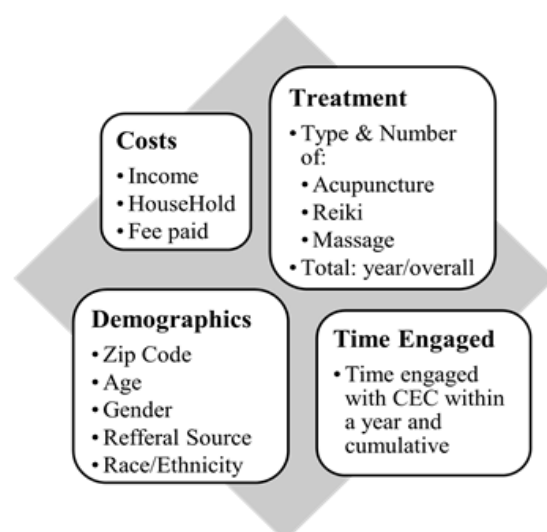 Costs
• Income
• HouseHold
• Fee paid
Treatment
• Type & Number
of:
• Acupuncture
• Reiki
• Massage
• Total: year/overall
Demographics
• Zip Code
• Age
• Gender
• Refferal Source
• Race/Ethnicity
Time Engaged
• Time engaged
with CEC within
a year and
cumulative